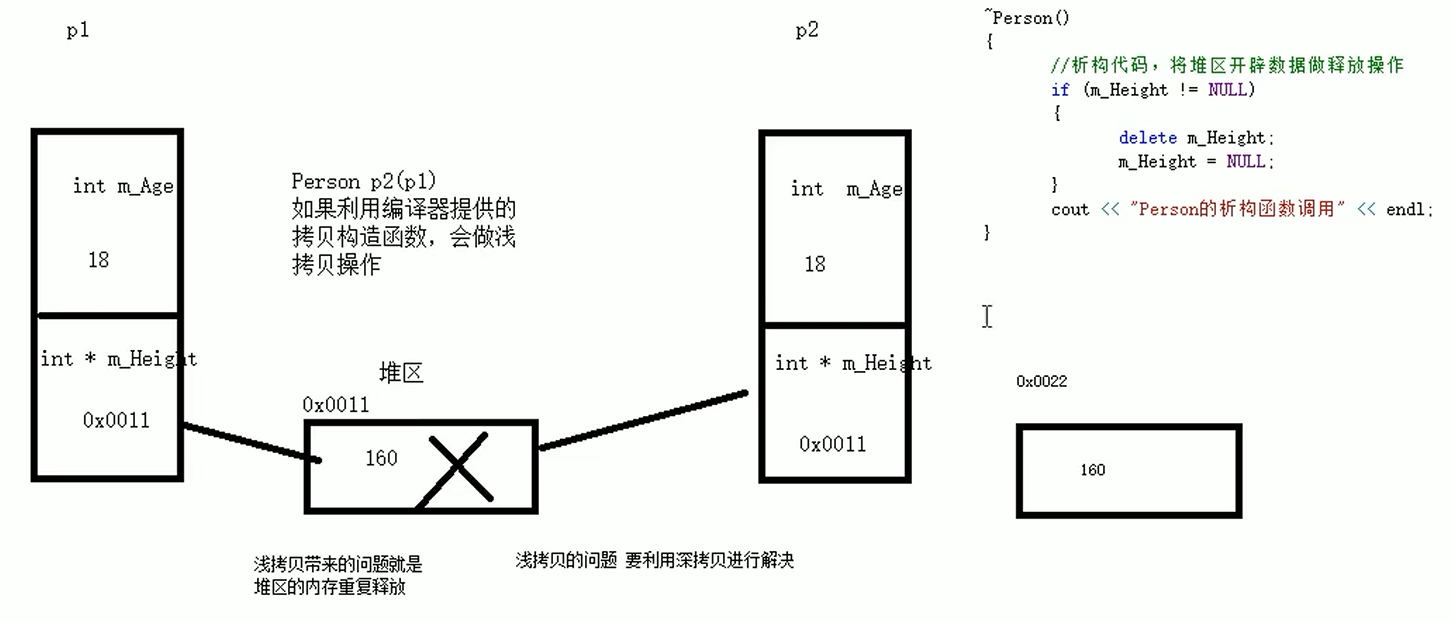 p1
int m_Age
18
int * m_Height
0x0011
Person p2(p1)
如果利用编译器提供的
拷贝构造函数，会做浅
拷贝操作
堆区
0x0011
160
浅拷贝带来的问题就是
堆区的内存重复释放
浅拷贝的问题 要利用深拷贝进行解决
p2
int  m_Age
18
int * m_Height
0x0011
~Person()
{
//析构代码，将堆区开辟数据做释放操作
if (m_Height != NULL)
{
delete m_Height;
m_Height = NULL;
}
cout << "Person的析构函数调用" << endl;
}
0x0022
160